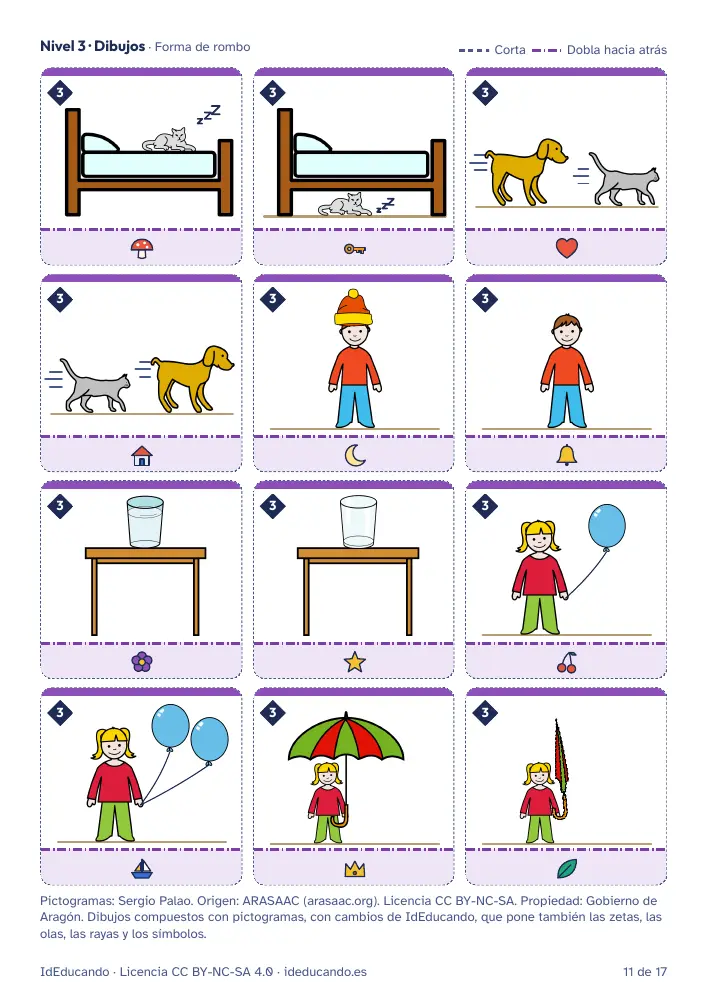 Nivel 3 · Dibujos · Forma de rombo
Corta
Dobla hacia atrás
3
3
3
zzZ
zzZ
3
3
3
3
3
3
3
3
3
Pictogramas: Sergio Palao. Origen: ARASAAC (arasaac.org). Licencia CC BY-NC-SA. Propiedad: Gobierno de
Aragón. Dibujos compuestos con pictogramas, con cambios de IdEducando, que pone también las zetas, las
olas, las rayas y los símbolos.
IdEducando · Licencia CC BY-NC-SA 4.0 · ideducando.es
11 de 17